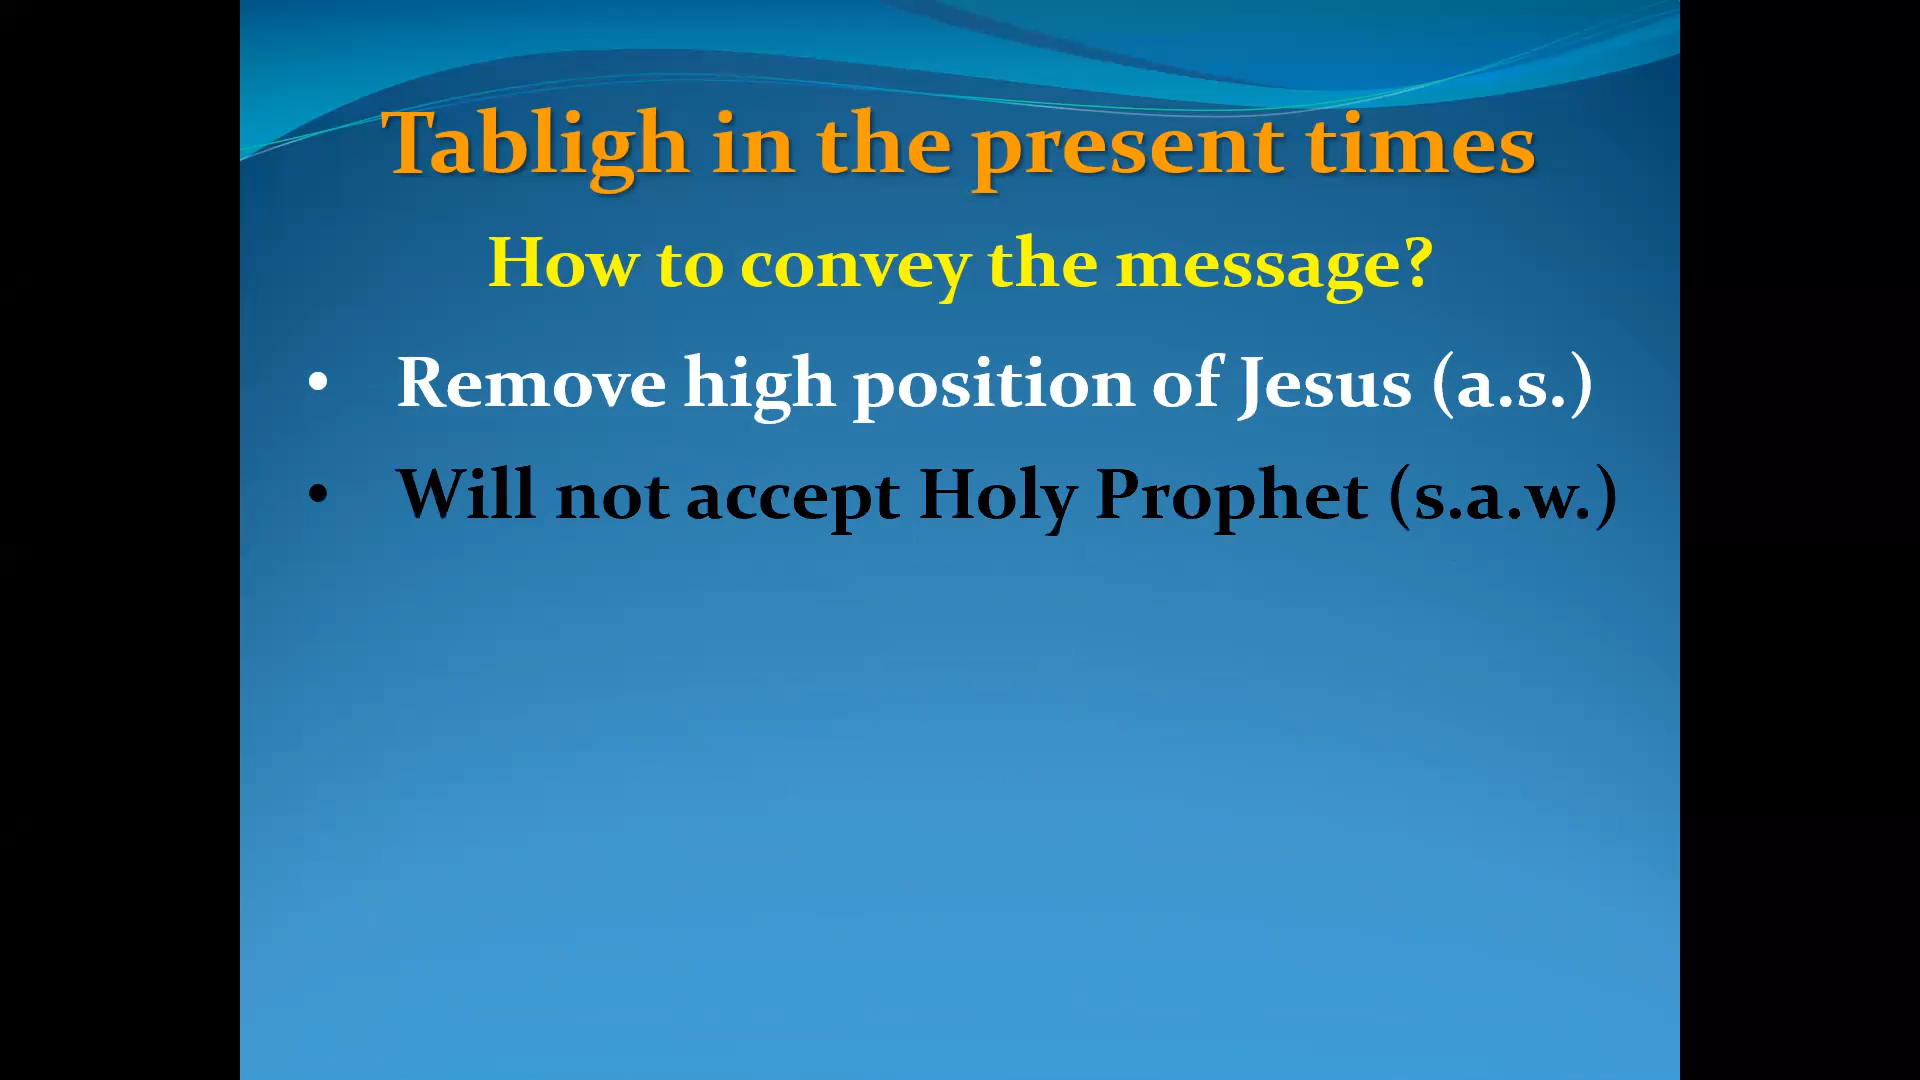 Tabligh in the present times
How to convey the message?
• Remove high position of Jesus (a.s.)
• Will not accept Holy Prophet (s.a.w.)